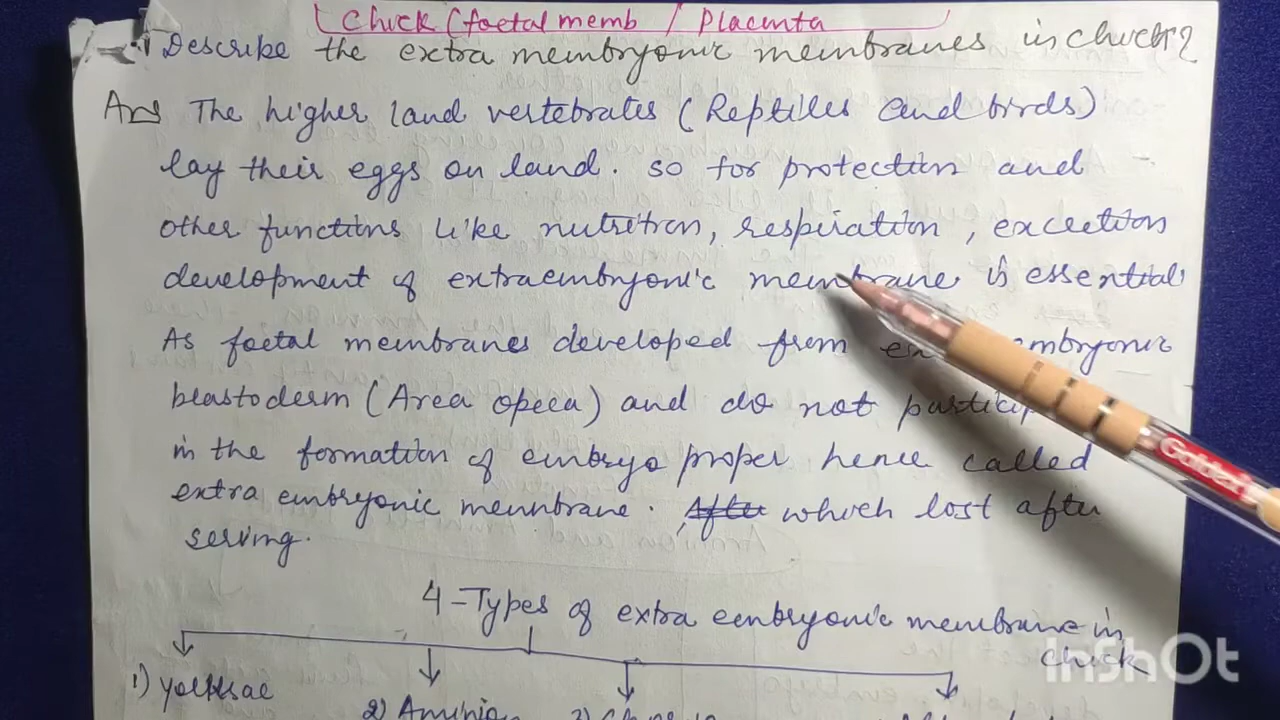 Chick (foetal memb / Placenta
Describe the extra membryonic membranes in chick?
Ans The higher land vertebrates (Reptiles and birds)
lay their eggs on land. so for protection and
other functions like nutrition, respiration, excretion
development of extraembryonic membrane is essential
As foetal membranes developed from embryonic
blastoderm (Area opeca) and do not
in the formation of embryo proper hence called
extra embryonic membrane. After which lost after
serving.
4-Types of extra embryonic membrane in
chick
1) yolksac
2) Amnion
Golden
InShOt